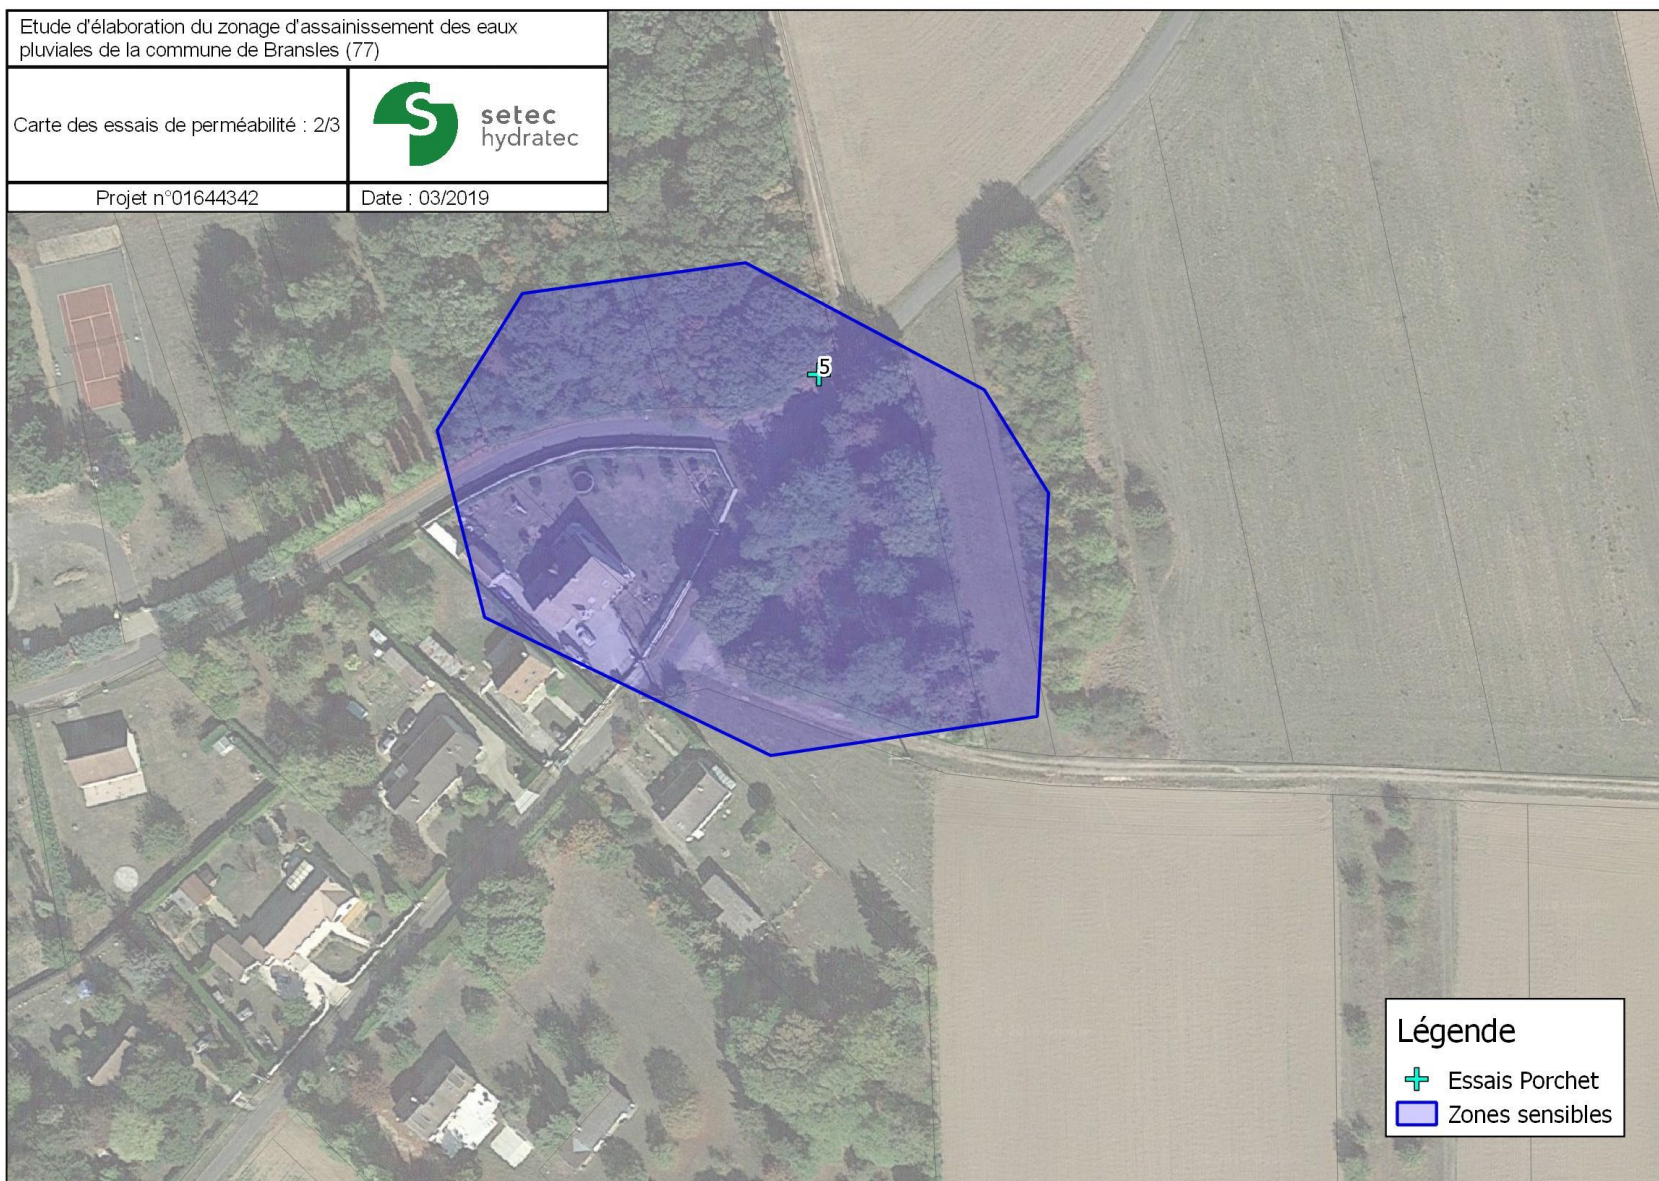 Etude d'élaboration du zonage d'assainissement des eaux
pluviales de la commune de Bransles (77)
Carte des essais de perméabilité : 2/3
S
setec
hydratec
Projet n°01644342
Date : 03/2019
5
Légende
Essais Porchet
Zones sensibles